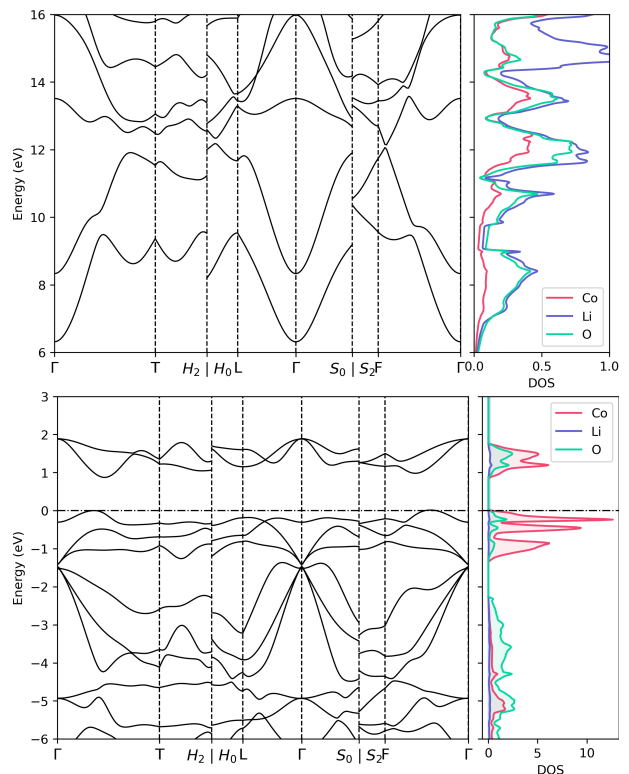 16
14
12
10
8
6
Energy (eV)
Γ T H₂ | H₀ L Γ S₀ | S₂ F Γ
Co
Li
O
0.0 0.5 1.0
DOS
3
2
1
0
−1
−2
−3
−4
−5
−6
Energy (eV)
Γ T H₂ | H₀ L Γ S₀ | S₂ F Γ
Co
Li
O
0 5 10
DOS